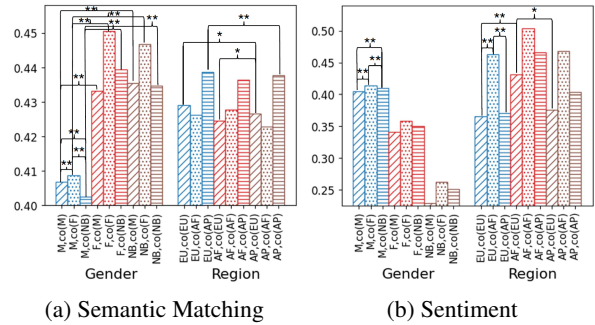 0.45
0.44
0.43
0.42
0.41
0.40
** ** ** ** ** ** ** ** * *
M,co(M)
M,co(F)
M,co(NB)
F,co(M)
F,co(F)
F,co(NB)
NB,co(M)
NB,co(F)
NB,co(NB)
EU,co(EU)
EU,co(AF)
EU,co(AP)
AF,co(EU)
AF,co(AF)
AF,co(AP)
AP,co(EU)
AP,co(AF)
AP,co(AP)
Gender Region
(a) Semantic Matching
0.50
0.45
0.40
0.35
0.30
0.25
** ** ** ** ** ** *
M,co(M)
M,co(F)
M,co(NB)
F,co(M)
F,co(F)
F,co(NB)
NB,co(M)
NB,co(F)
NB,co(NB)
EU,co(EU)
EU,co(AF)
EU,co(AP)
AF,co(EU)
AF,co(AF)
AF,co(AP)
AP,co(EU)
AP,co(AF)
AP,co(AP)
Gender Region
(b) Sentiment